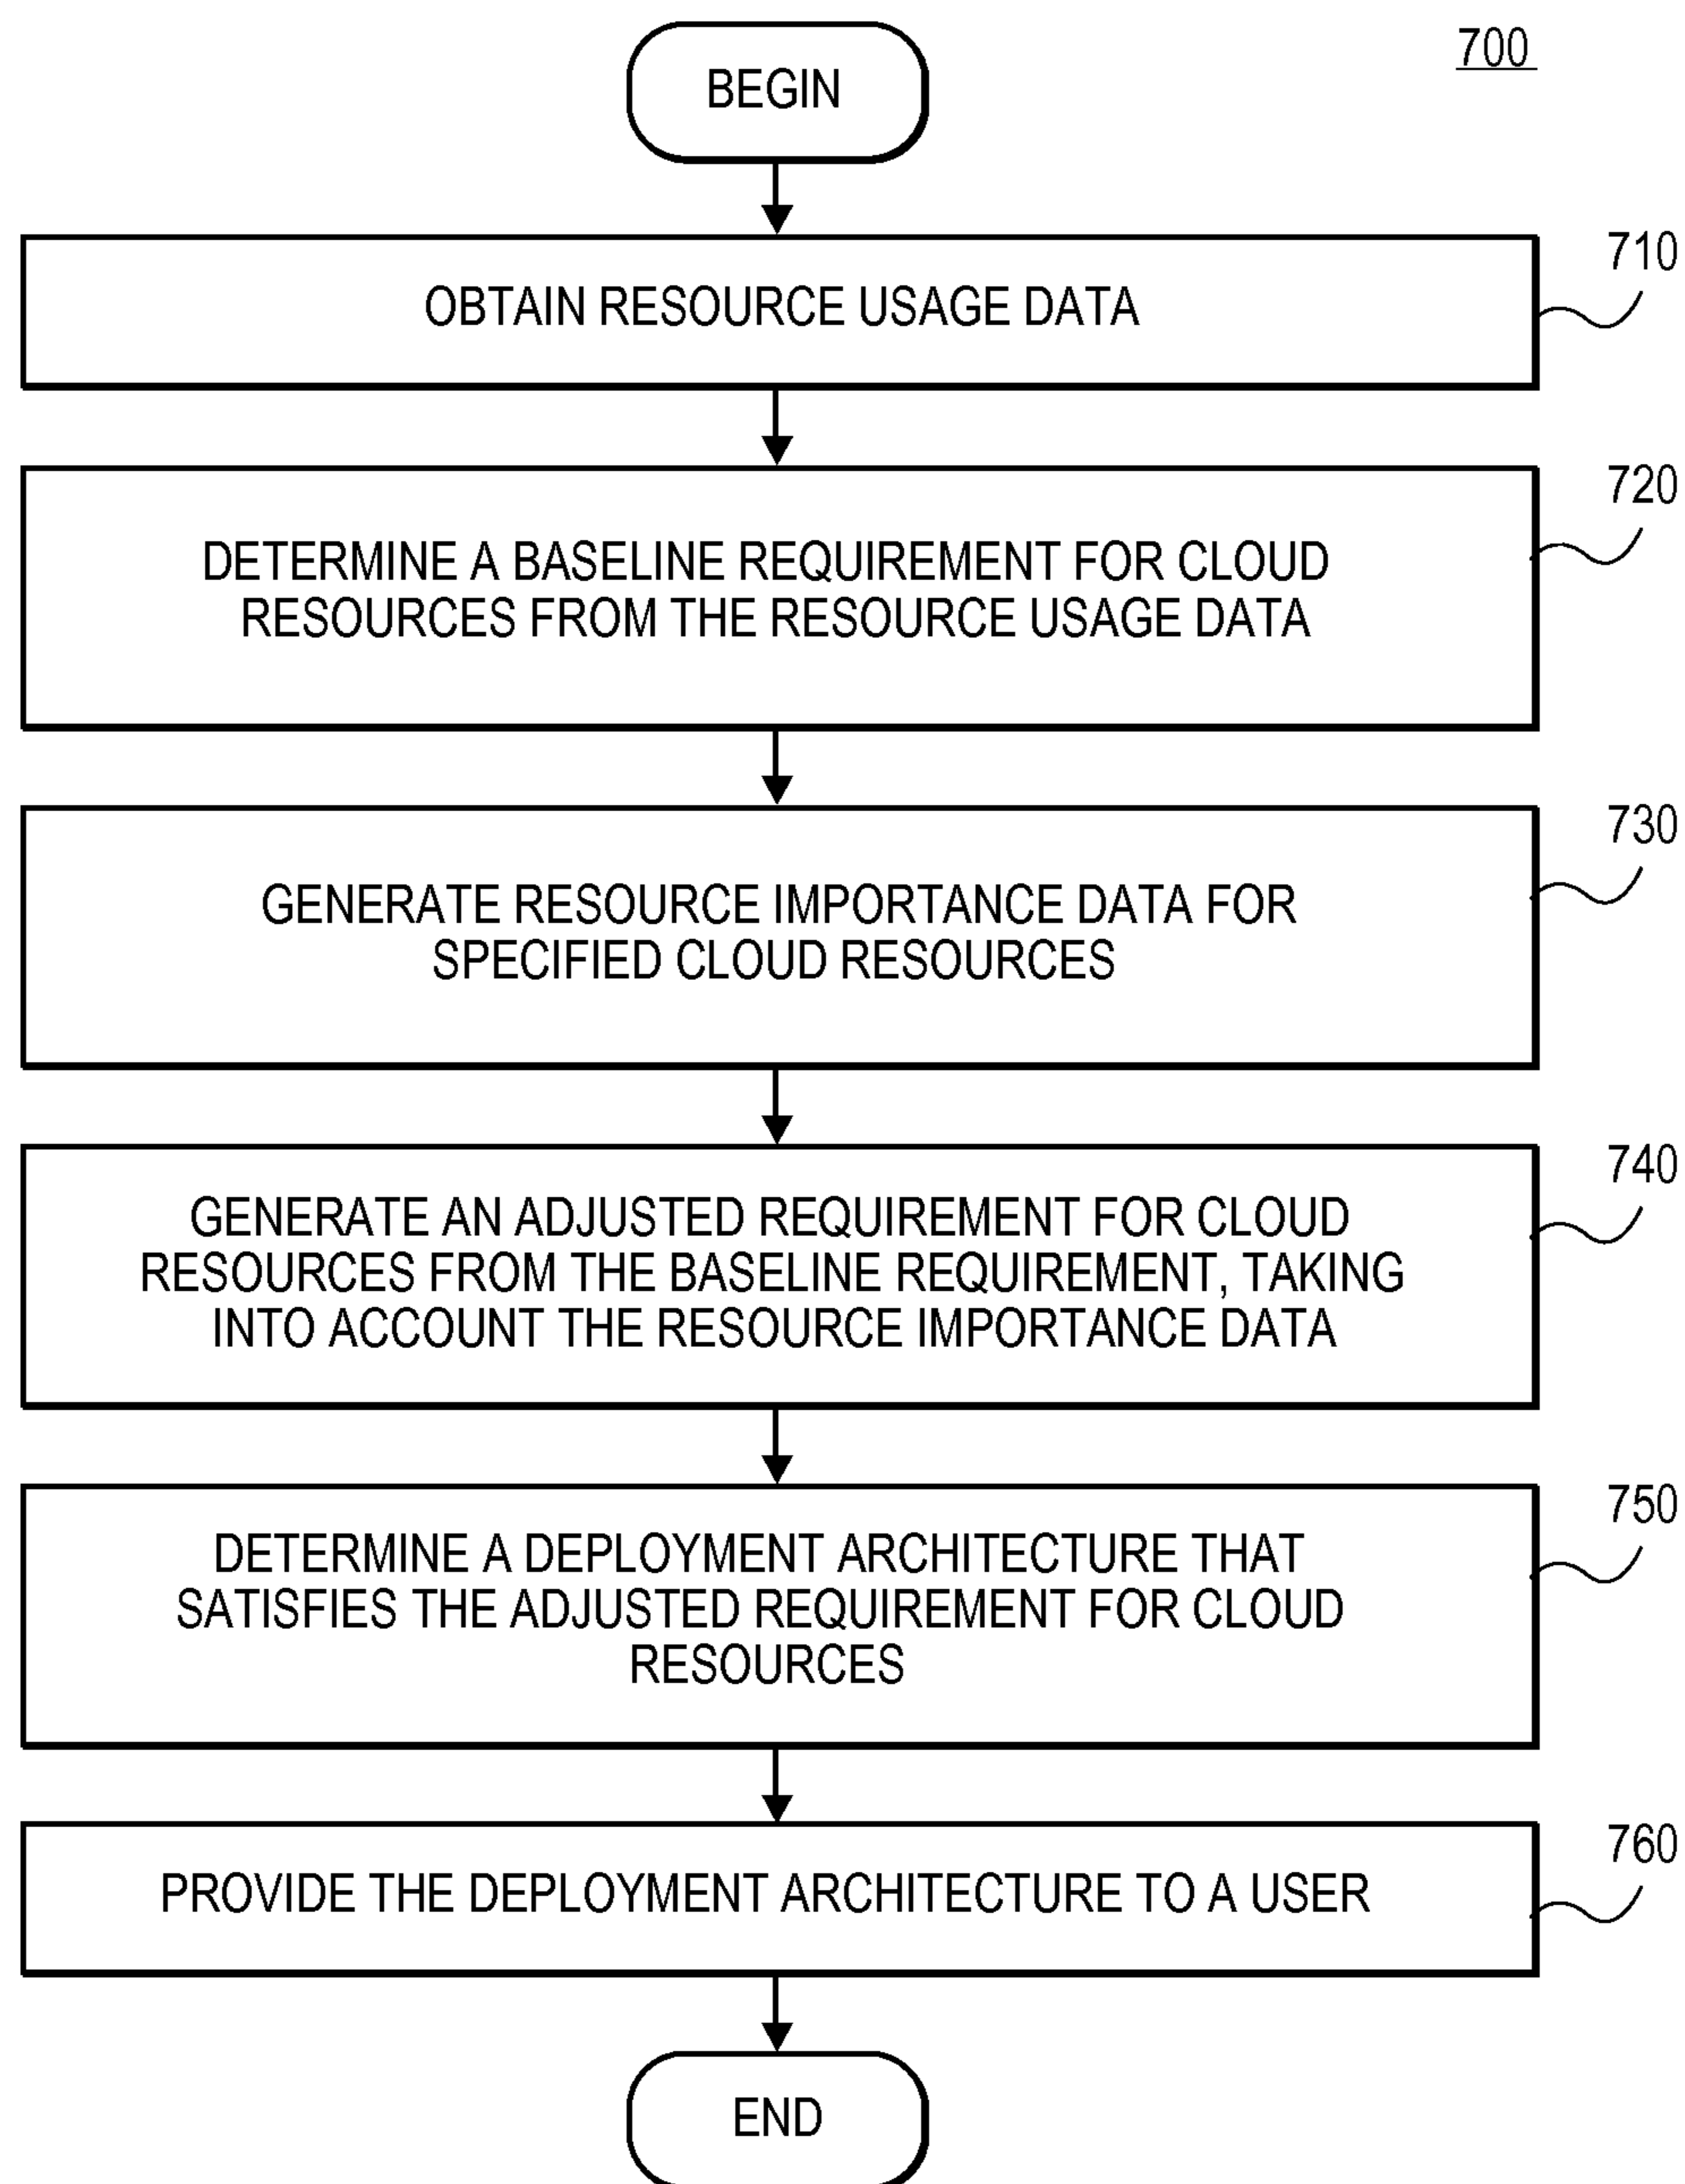 700
BEGIN
710
OBTAIN RESOURCE USAGE DATA
720
DETERMINE A BASELINE REQUIREMENT FOR CLOUD
RESOURCES FROM THE RESOURCE USAGE DATA
730
GENERATE RESOURCE IMPORTANCE DATA FOR
SPECIFIED CLOUD RESOURCES
740
GENERATE AN ADJUSTED REQUIREMENT FOR CLOUD
RESOURCES FROM THE BASELINE REQUIREMENT, TAKING
INTO ACCOUNT THE RESOURCE IMPORTANCE DATA
750
DETERMINE A DEPLOYMENT ARCHITECTURE THAT
SATISFIES THE ADJUSTED REQUIREMENT FOR CLOUD
RESOURCES
760
PROVIDE THE DEPLOYMENT ARCHITECTURE TO A USER
END